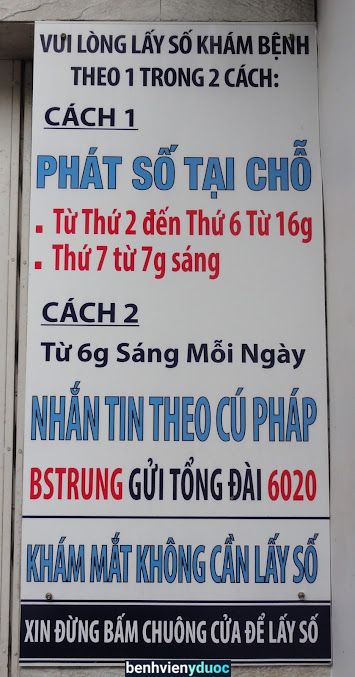 VUI LÒNG LẤY SỐ KHÁM BỆNH
THEO 1 TRONG 2 CÁCH:
CÁCH 1
PHÁT SỐ TẠI CHỖ
. Từ Thứ 2 đến Thứ 6 Từ 16g
. Thứ 7 từ 7g sáng
CÁCH 2
Từ 6g Sáng Mỗi Ngày
NHẮN TIN THEO CÚ PHÁP
BSTRUNG GỬI TỔNG ĐÀI 6020
KHÁM MẮT KHÔNG CẦN LẤY SỐ
XIN ĐỪNG BẤM CHUÔNG CỬA ĐỂ LẤY SỐ
benhvienyduoc